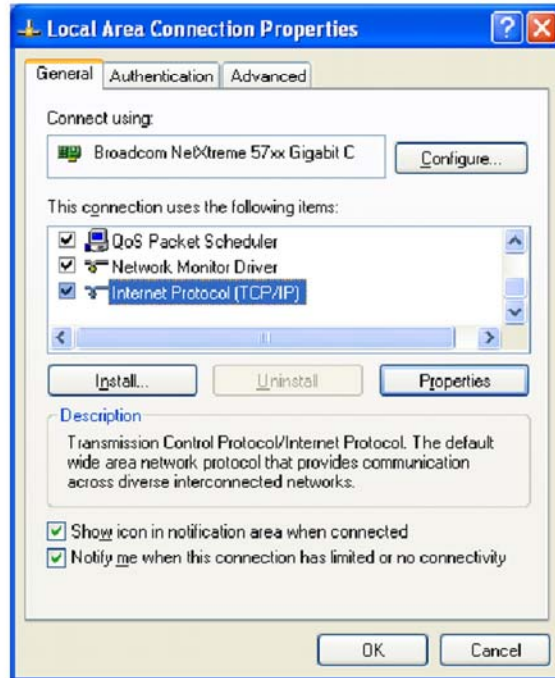 Local Area Connection Properties
General Authentication Advanced
Connect using:
Broadcom NetXtreme 57xx Gigabit C Configure...
This connection uses the following items:
QoS Packet Scheduler
Network Monitor Driver
Internet Protocol (TCP/IP)
Install... Uninstall Properties
Description
Transmission Control Protocol/Internet Protocol. The default
wide area network protocol that provides communication
across diverse interconnected networks.
Show icon in notification area when connected
Notify me when this connection has limited or no connectivity
OK Cancel